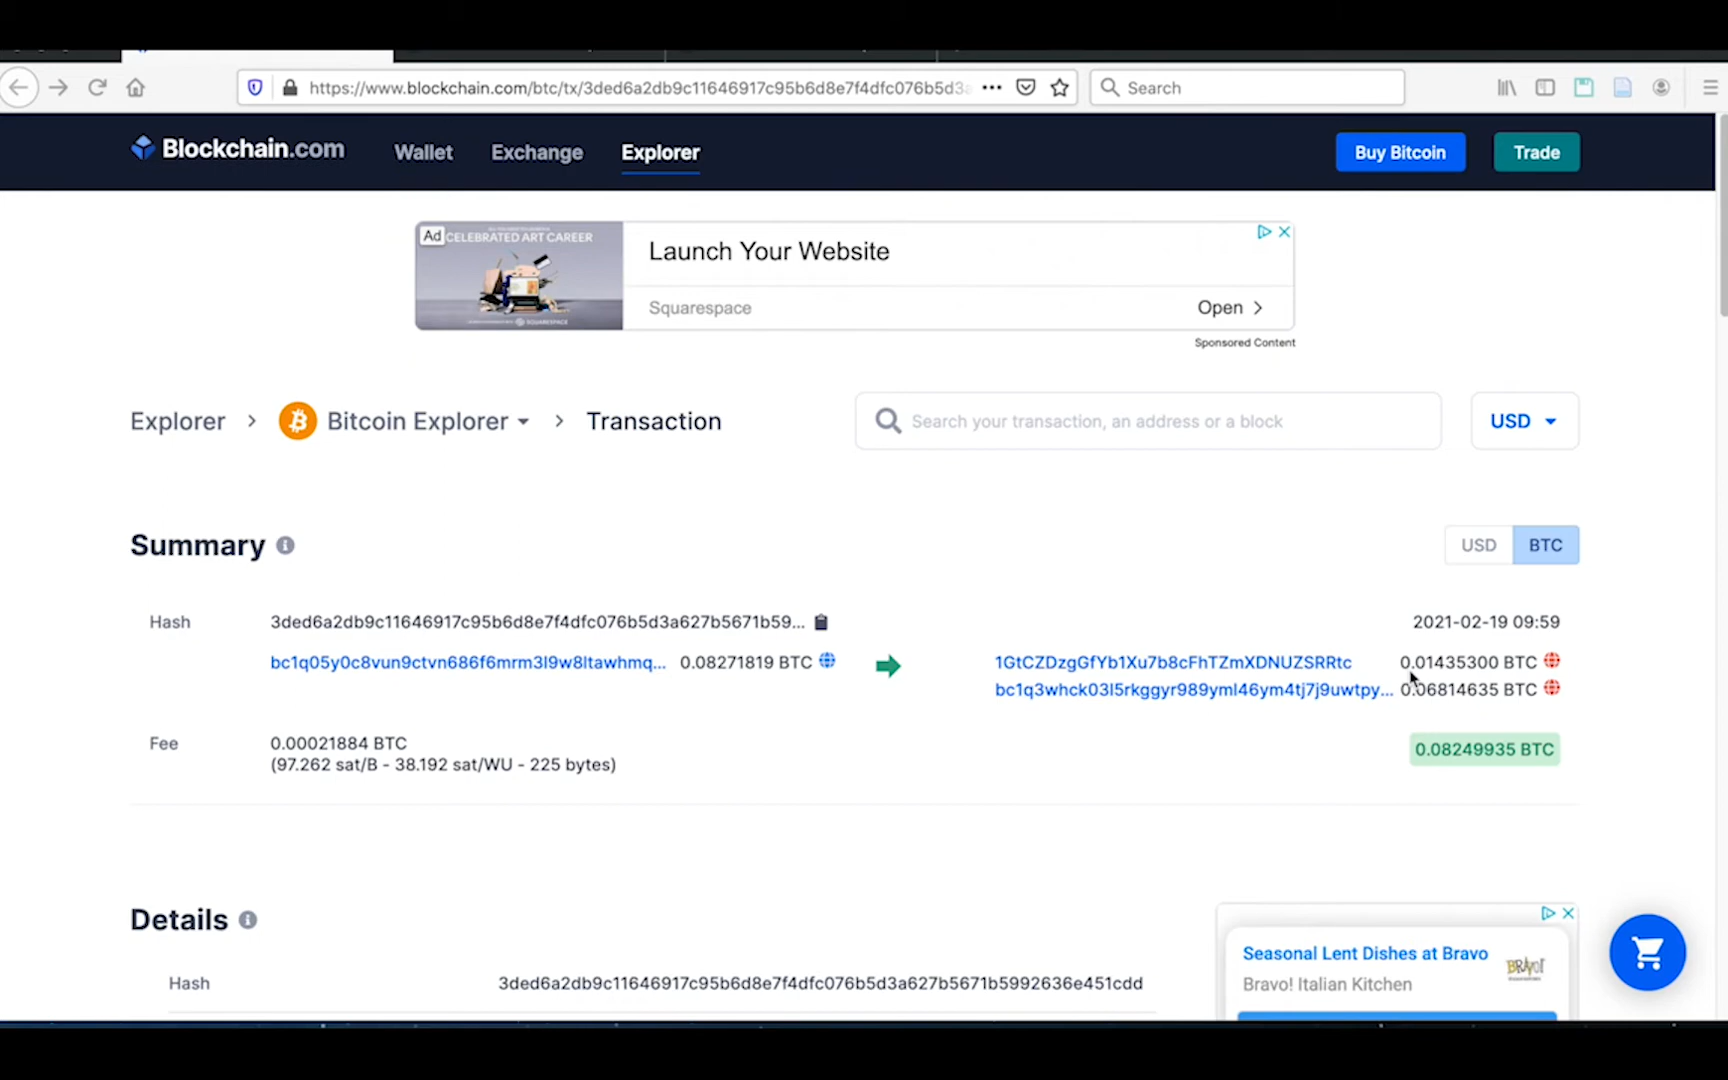 https://www.blockchain.com/btc/tx/3ded6a2db9c11646917c95b6d8e7f4dfc076b5d3a
Search
Blockchain.com
Wallet
Exchange
Explorer
Buy Bitcoin
Trade
Ad
CELEBRATED ART CAREER
SQUARESPACE
Launch Your Website
Squarespace
Open
Sponsored Content
Explorer > Bitcoin Explorer > Transaction
Search your transaction, an address or a block
USD
Summary
USD
BTC
Hash
3ded6a2db9c11646917c95b6d8e7f4dfc076b5d3a627b5671b59...
2021-02-19 09:59
bc1q05y0c8vun9ctvn686f6mrm3l9w8ltawhmq...
0.08271819 BTC
1GtCZDzgGfYb1Xu7b8cFhTZmXDNUZSRRtc
0.01435300 BTC
bc1q3whck03l5rkggyr989yml46ym4tj7j9uwtpy...
0.06814635 BTC
Fee
0.00021884 BTC
(97.262 sat/B - 38.192 sat/WU - 225 bytes)
0.08249935 BTC
Details
Hash
3ded6a2db9c11646917c95b6d8e7f4dfc076b5d3a627b5671b5992636e451cdd
Seasonal Lent Dishes at Bravo
BRAVO!
Bravo! Italian Kitchen